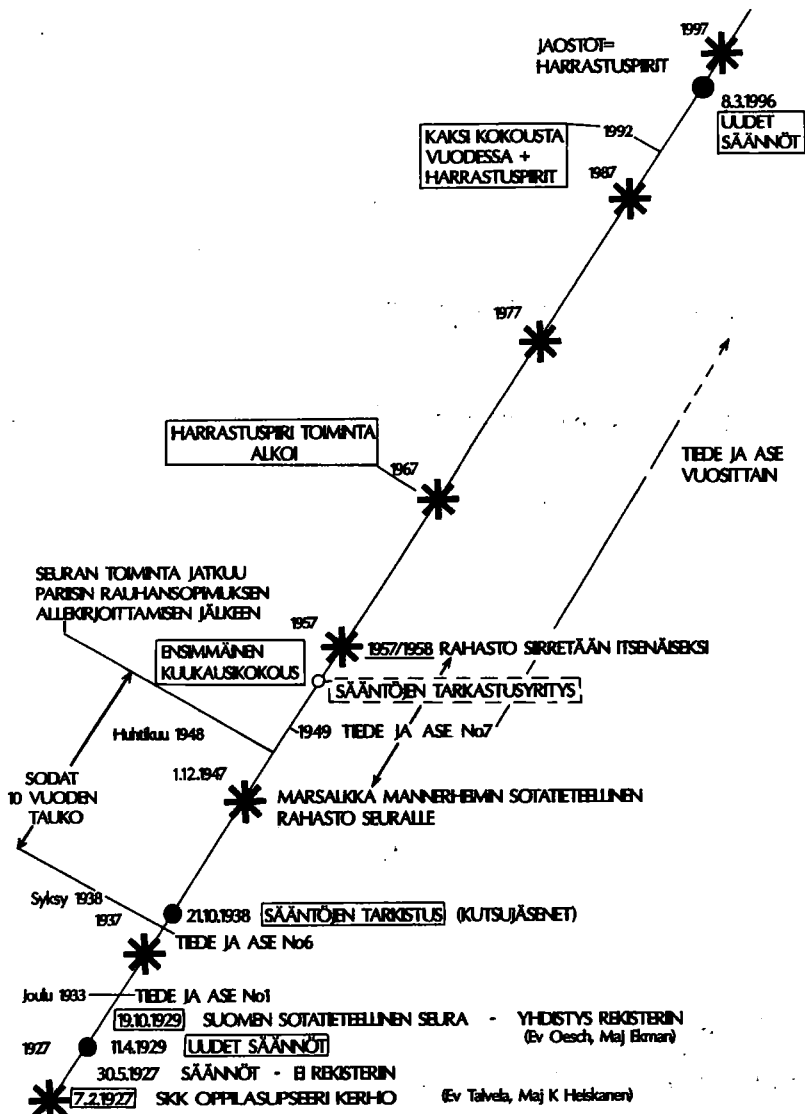 1997
JAOSTOT=
HARRASTUSPIIRIT
8.3.1996
UUDET
SÄÄNNÖT
KAKSI KOKOUSTA
VUODESSA +
HARRASTUSPIIRIT
1992
1987
1977
HARRASTUSPIIRI TOIMINTA
ALKOI
1967
TIEDE JA ASE
VUOSITTAIN
SEURAN TOIMINTA JATKUU
PARIISIN RAUHANSOPIMUKSEN
ALLEKIRJOITTAMISEN JÄLKEEN
1957
1957/1958 RAHASTO SIIRRETÄÄN ITSENÄISEKSI
ENSIMMÄINEN
KUUKAUSIKOKOUS
SÄÄNTÖJEN TARKASTUSYRITYS
Huhtikuu 1948
1949 TIEDE JA ASE No7
SODAT
10 VUODEN
TAUKO
1.12.1947
MARSALKKA MANNERHEIMIN SOTATIETEELLINEN
RAHASTO SEURALLE
Syksy 1938
21.10.1938 SÄÄNTÖJEN TARKISTUS (KUTSUJÄSENET)
1937
TIEDE JA ASE No6
Joulu 1933 TIEDE JA ASE No1
19.10.1929 SUOMEN SOTATIETEELLINEN SEURA - YHDISTYS REKISTERIIN
(Ev Oesch, Maj Ekman)
1927
11.4.1929 UUDET SÄÄNNÖT
30.5.1927 SÄÄNNÖT - EI REKISTERIIN
7.2.1927 SKK OPPILASUPSEERI KERHO (Ev Talvela, Maj K Heiskanen)